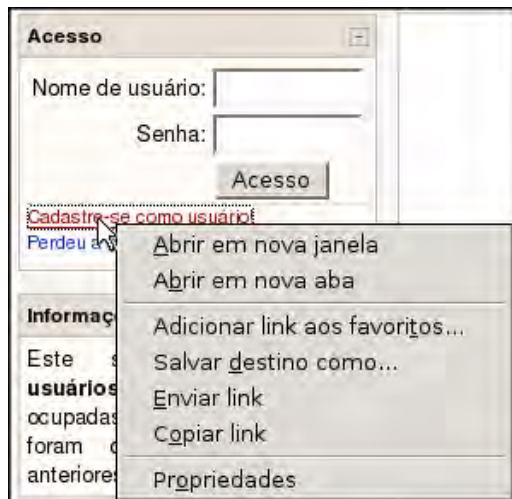 Acesso
Nome de usuário:
Senha:
Acesso
Cadastre-se como usuário!
Perdeu a
Abrir em nova janela
Abrir em nova aba
Adicionar link aos favoritos...
Salvar destino como...
Enviar link
Copiar link
Propriedades
Informaç
Este s
usuários
ocupadas
foram
anteriores